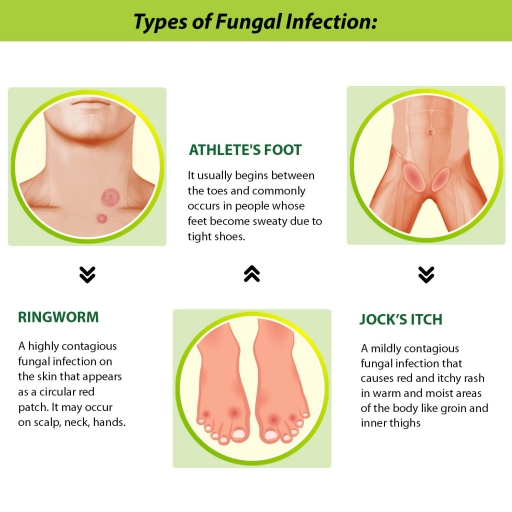 Types of Fungal Infection:
ATHLETE'S FOOT
It usually begins between
the toes and commonly
occurs in people whose
feet become sweaty due to
tight shoes.
RINGWORM
A highly contagious
fungal infection on
the skin that appears
as a circular red
patch. It may occur
on scalp, neck, hands.
JOCK'S ITCH
A mildly contagious
fungal infection that
causes red and itchy rash
in warm and moist areas
of the body like groin and
inner thighs